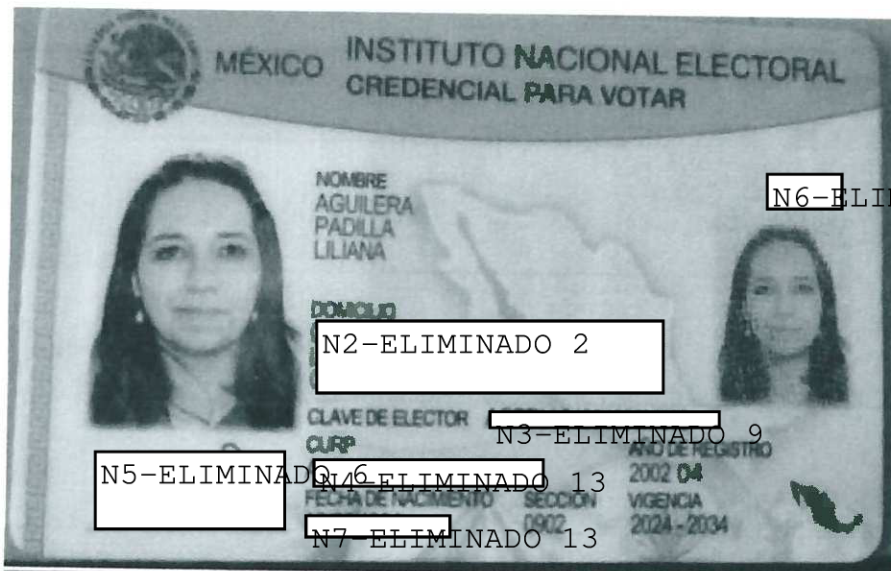 MÉXICO
INSTITUTO NACIONAL ELECTORAL
CREDENCIAL PARA VOTAR
NOMBRE
AGUILERA
PADILLA
LILIANA
N6-ELI
DOMICILIO
N2-ELIMINADO 2
CLAVE DE ELECTOR
N3-ELIMINADO 9
CURP
AÑO DE REGISTRO
2002 04
N5-ELIMINADO 6
N4-ELIMINADO 13
FECHA DE NACIMIENTO
SECCIÓN
0902
VIGENCIA
2024-2034
N7-ELIMINADO 13